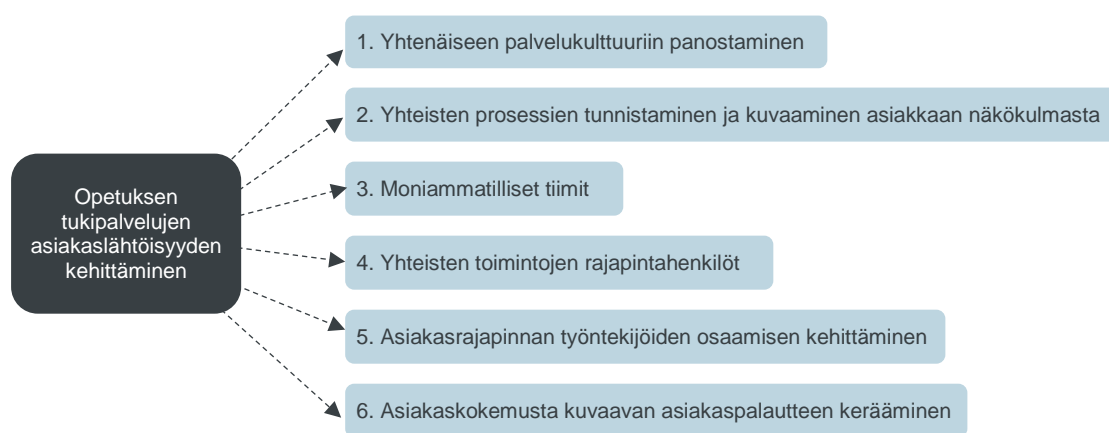 1. Yhtenäiseen palvelukulttuuriin panostaminen
2. Yhteisten prosessien tunnistaminen ja kuvaaminen asiakkaan näkökulmasta
Opetuksen
tukipalvelujen
asiakaslähtöisyyden
kehittäminen
3. Moniammatilliset tiimit
4. Yhteisten toimintojen rajapintahenkilöt
5. Asiakasrajapinnan työntekijöiden osaamisen kehittäminen
6. Asiakaskokemusta kuvaavan asiakaspalautteen kerääminen